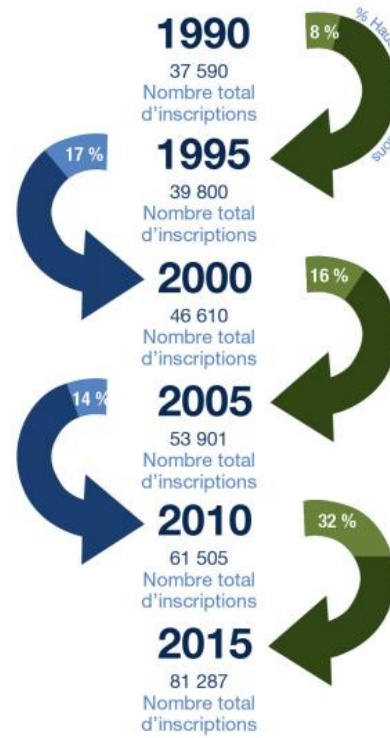 1990
8 %
37 590
Nombre total
d'inscriptions
%
17 %
1995
39 800
Nombre total
d'inscriptions
2000
16 %
46 610
Nombre total
d'inscriptions
14 %
2005
53 901
Nombre total
d'inscriptions
2010
32 %
61 505
Nombre total
d'inscriptions
2015
81 287
Nombre total
d'inscriptions